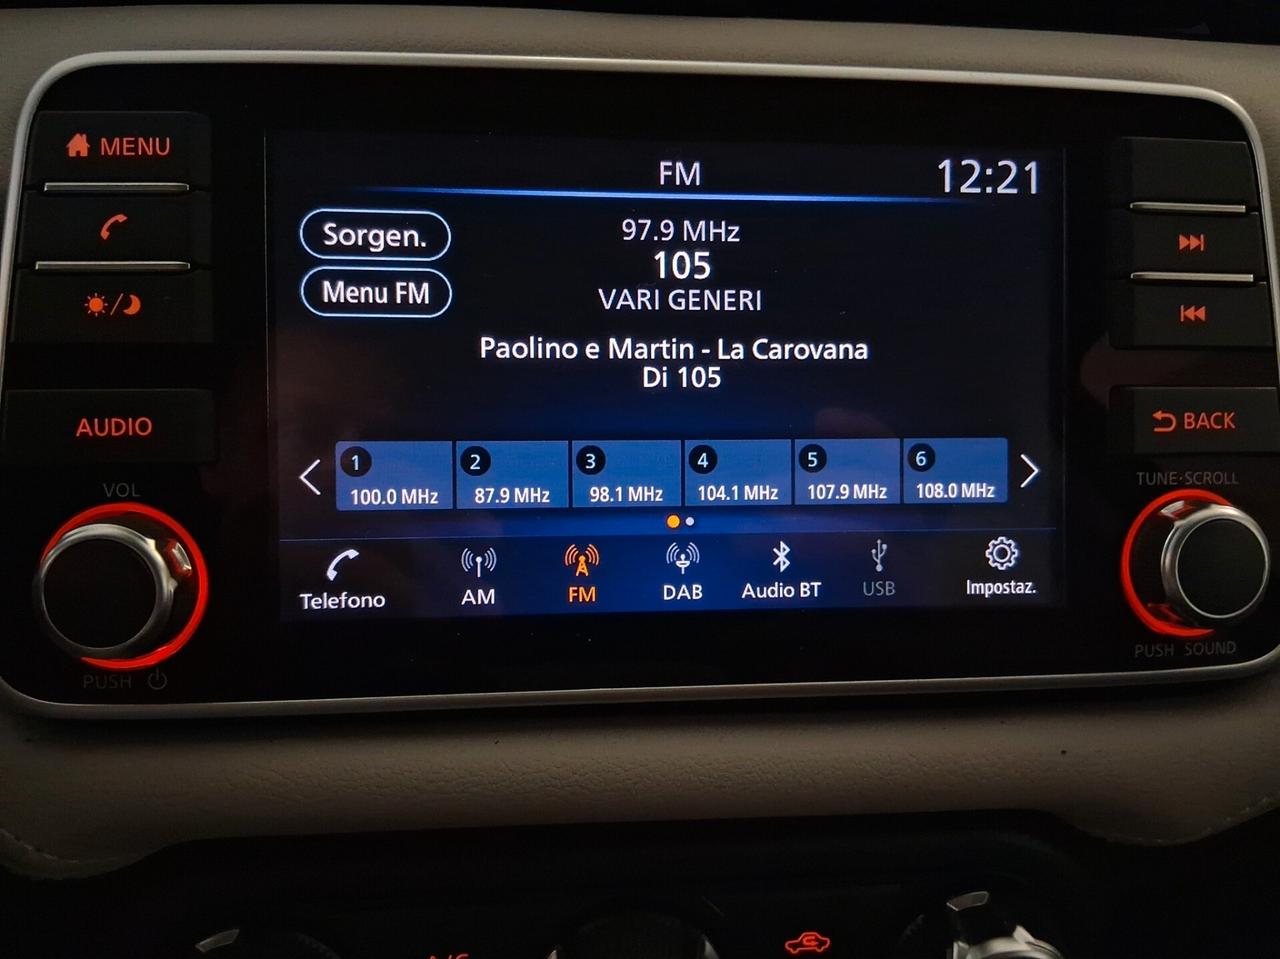 MENU
FM
12:21
Sorgen.
97.9 MHz
105
Menu FM
VARI GENERI
Paolino e Martin - La Carovana
Di 105
AUDIO
BACK
VOL
TUNE·SCROLL
1
2
3
4
5
6
100.0 MHz
87.9 MHz
98.1 MHz
104.1 MHz
107.9 MHz
108.0 MHz
Telefono
AM
FM
DAB
Audio BT
USB
Impostaz.
PUSH
PUSH SOUND